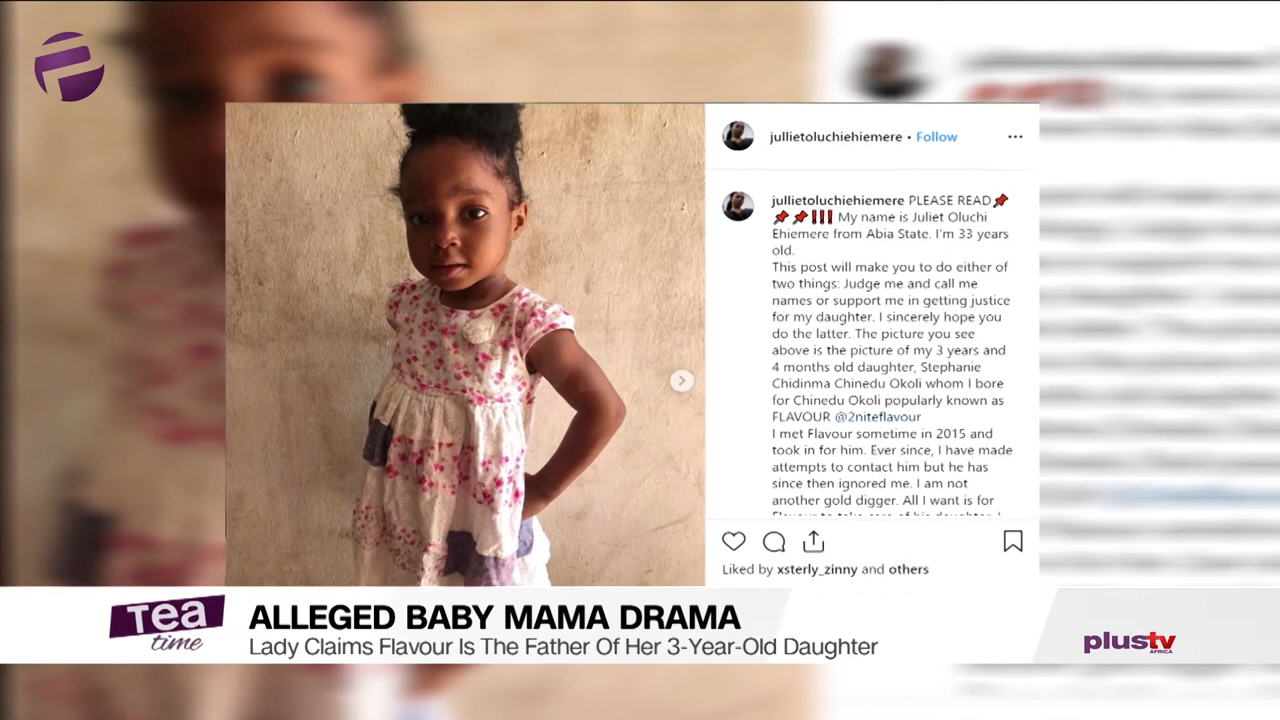 jullietoluchiehiemere • Follow
jullietoluchiehiemere PLEASE READ📌
📌📌‼️❗ My name is Juliet Oluchi
Ehiemere from Abia State. I'm 33 years
old.
This post will make you to do either of
two things: Judge me and call me
names or support me in getting justice
for my daughter. I sincerely hope you
do the latter. The picture you see
above is the picture of my 3 years and
4 months old daughter, Stephanie
Chidinma Chinedu Okoli whom I bore
for Chinedu Okoli popularly known as
FLAVOUR @2niteflavour
I met Flavour sometime in 2015 and
took in for him. Ever since, I have made
attempts to contact him but he has
since then ignored me. I am not
another gold digger. All I want is for
Liked by xsterly_zinny and others
Tea
time
ALLEGED BABY MAMA DRAMA
Lady Claims Flavour Is The Father Of Her 3-Year-Old Daughter
plustv
AFRICA